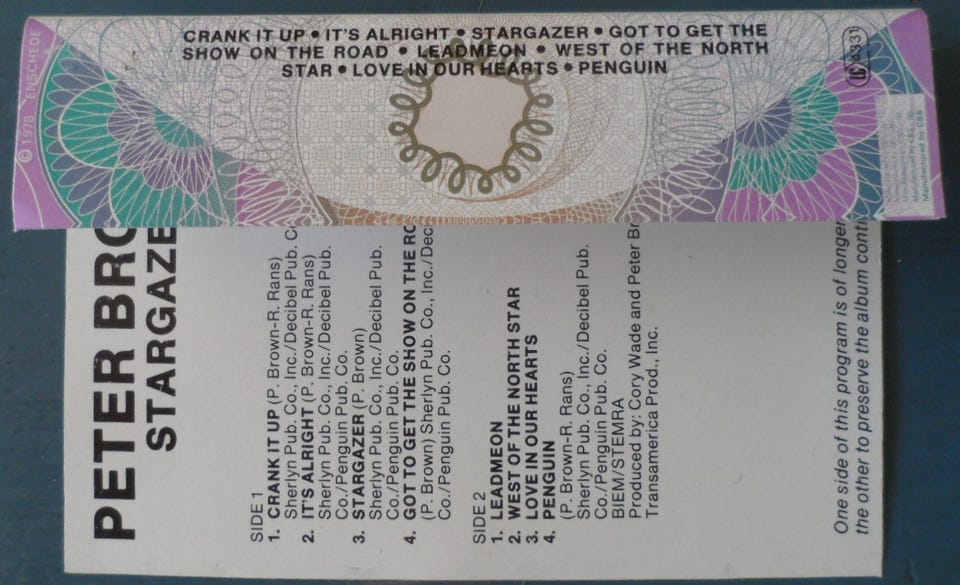 CRANK IT UP • IT'S ALRIGHT • STARGAZER • GOT TO GET THE
SHOW ON THE ROAD • LEADMEON • WEST OF THE NORTH
STAR • LOVE IN OUR HEARTS • PENGUIN
© 1978 ENSCHEDE
LC 3331
Manufactured by CBS
PETER BRO
STARGAZE
SIDE 1
1. CRANK IT UP (P. Brown-R. Rans)
Sherlyn Pub. Co., Inc./Decibel Pub. C
2. IT'S ALRIGHT (P. Brown-R. Rans)
Sherlyn Pub. Co., Inc./Decibel Pub.
Co./Penguin Pub. Co.
3. STARGAZER (P. Brown)
Sherlyn Pub. Co., Inc./Decibel Pub.
Co./Penguin Pub. Co.
4. GOT TO GET THE SHOW ON THE RO
(P. Brown) Sherlyn Pub. Co., Inc./Dec
Co./Penguin Pub. Co.
SIDE 2
1. LEADMEON
2. WEST OF THE NORTH STAR
3. LOVE IN OUR HEARTS
4. PENGUIN
(P. Brown-R. Rans)
Sherlyn Pub. Co., Inc./Decibel Pub.
Co./Penguin Pub. Co.
BIEM/STEMRA
Produced by: Cory Wade and Peter Br
Transamerica Prod., Inc.
One side of this program is of longer
the other to preserve the album conti